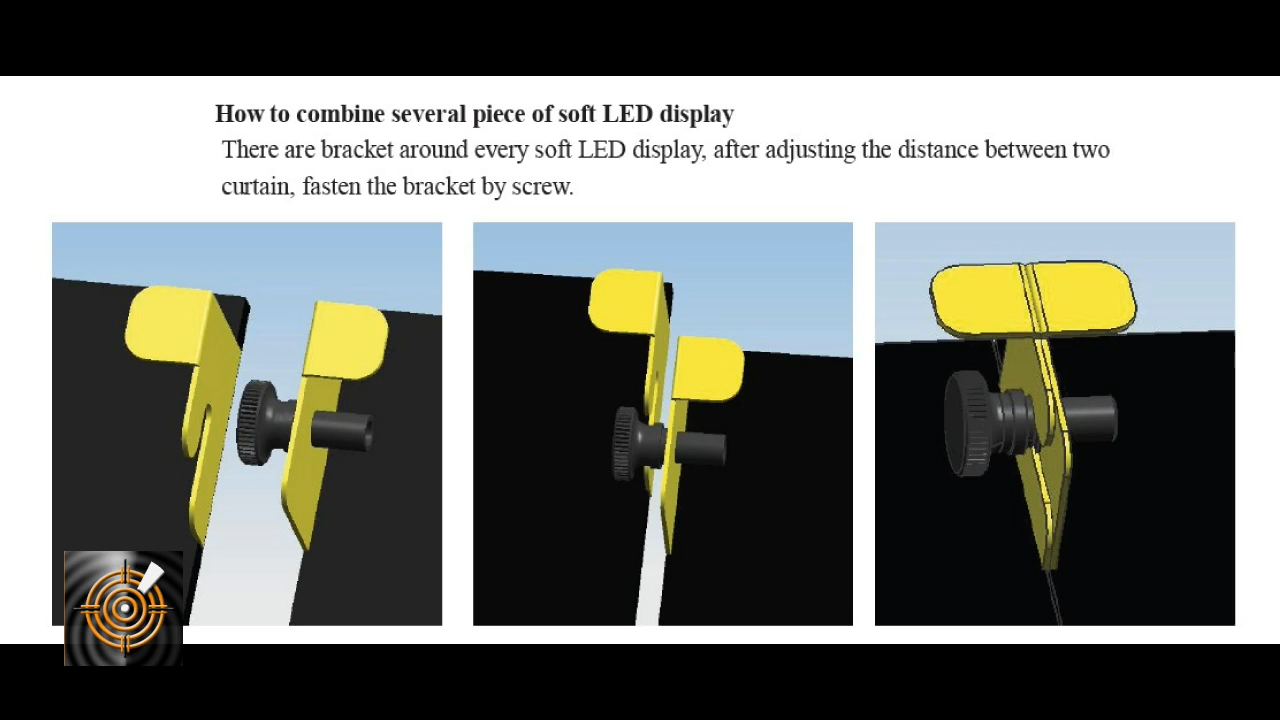 How to combine several piece of soft LED display
There are bracket around every soft LED display, after adjusting the distance between two
curtain, fasten the bracket by screw.